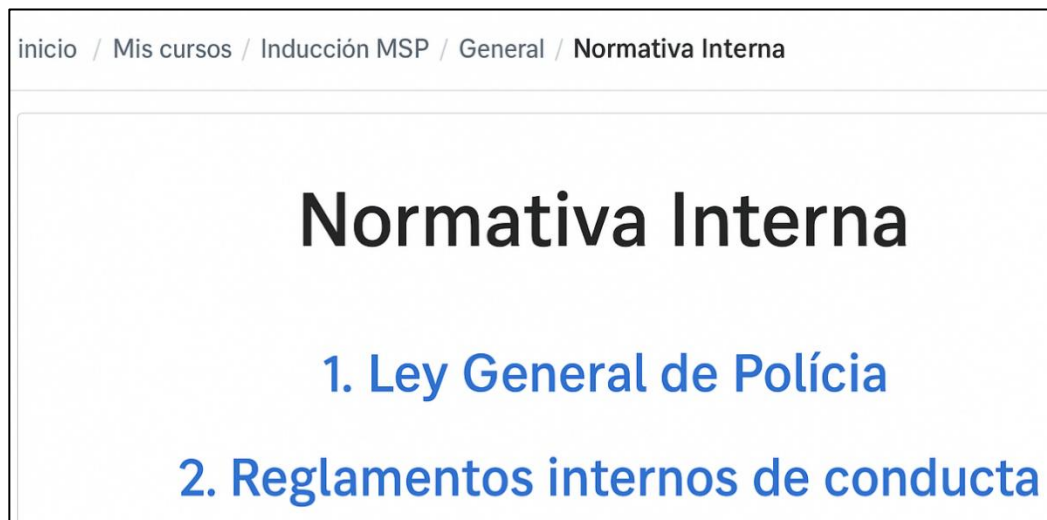 inicio / Mis cursos / Inducción MSP / General / Normativa Interna
Normativa Interna
1. Ley General de Polícia
2. Reglamentos internos de conducta